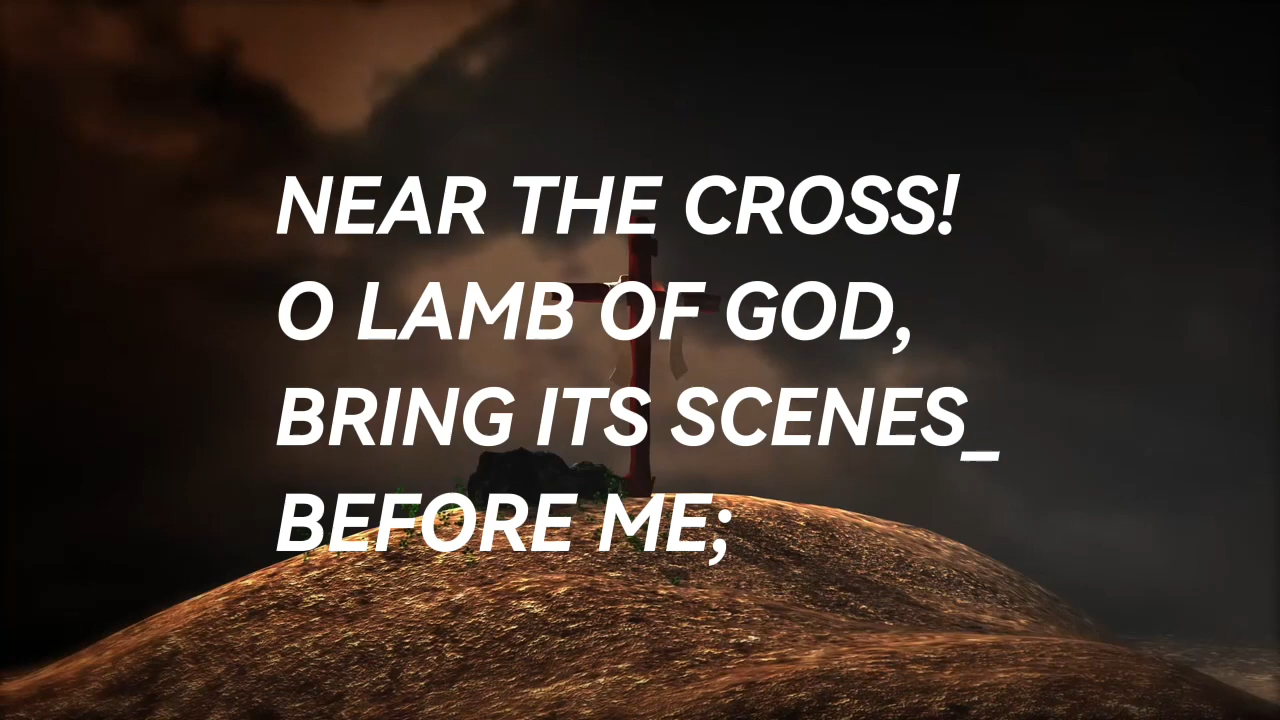 NEAR THE CROSS!
O LAMB OF GOD,
BRING ITS SCENES_
BEFORE ME;